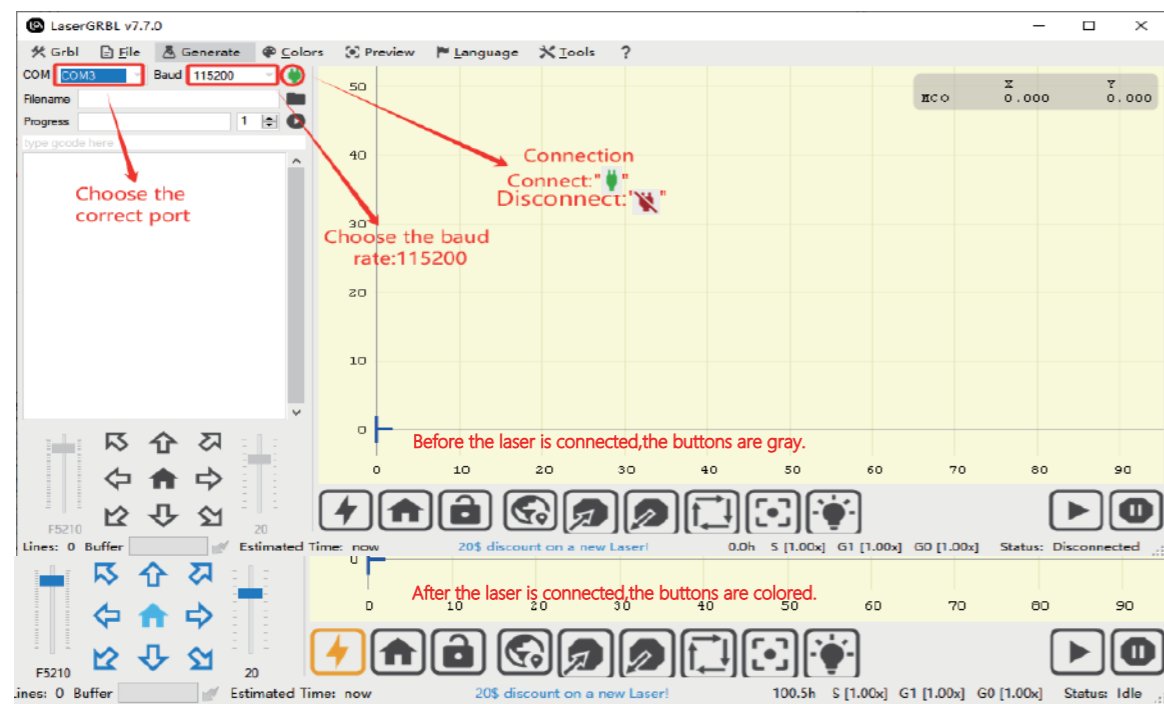 LaserGRBL v7.7.0
Grbl File Generate Colors Preview Language Tools ?
COM COM3 Baud 115200
Filename
Progress 1
type gcode here
X Y
MCO 0.000 0.000
50
40
30
20
10
0
0 10 20 30 40 50 60 70 80 90
Choose the
correct port
Connection
Connect:" "
Disconnect:" "
Choose the baud
rate:115200
Before the laser is connected,the buttons are gray.
F5210 20
Lines: 0 Buffer Estimated Time: now 20$ discount on a new Laser! 0.0h S [1.00x] G1 [1.00x] G0 [1.00x] Status: Disconnected
0
After the laser is connected,the buttons are colored.
0 10 20 30 40 50 60 70 80 90
F5210 20
Lines: 0 Buffer Estimated Time: now 20$ discount on a new Laser! 100.5h S [1.00x] G1 [1.00x] G0 [1.00x] Status: Idle